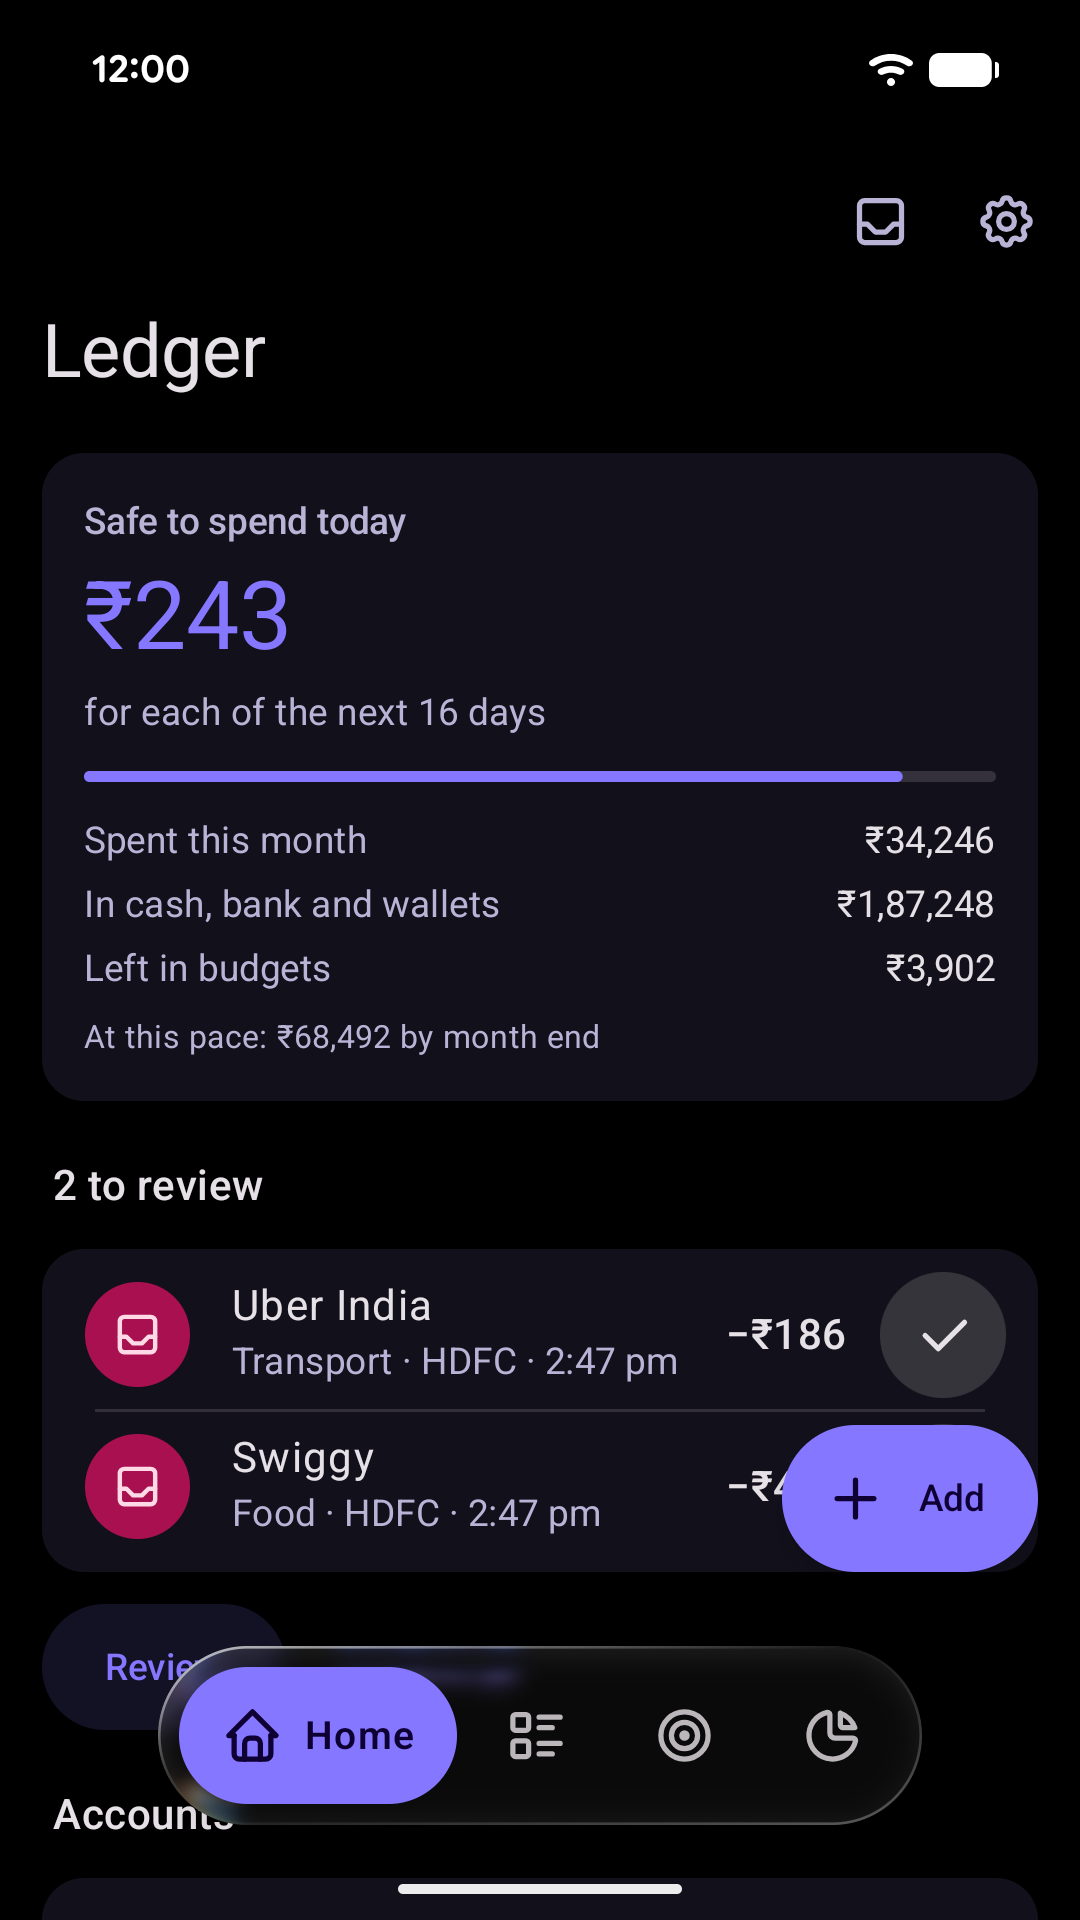 12:00
Ledger
Safe to spend today
₹243
for each of the next 16 days
Spent this month ₹34,246
In cash, bank and wallets ₹1,87,248
Left in budgets ₹3,902
At this pace: ₹68,492 by month end
2 to review
Uber India
−₹186
Transport · HDFC · 2:47 pm
Swiggy
Food · HDFC · 2:47 pm
Add
Home
Accounts